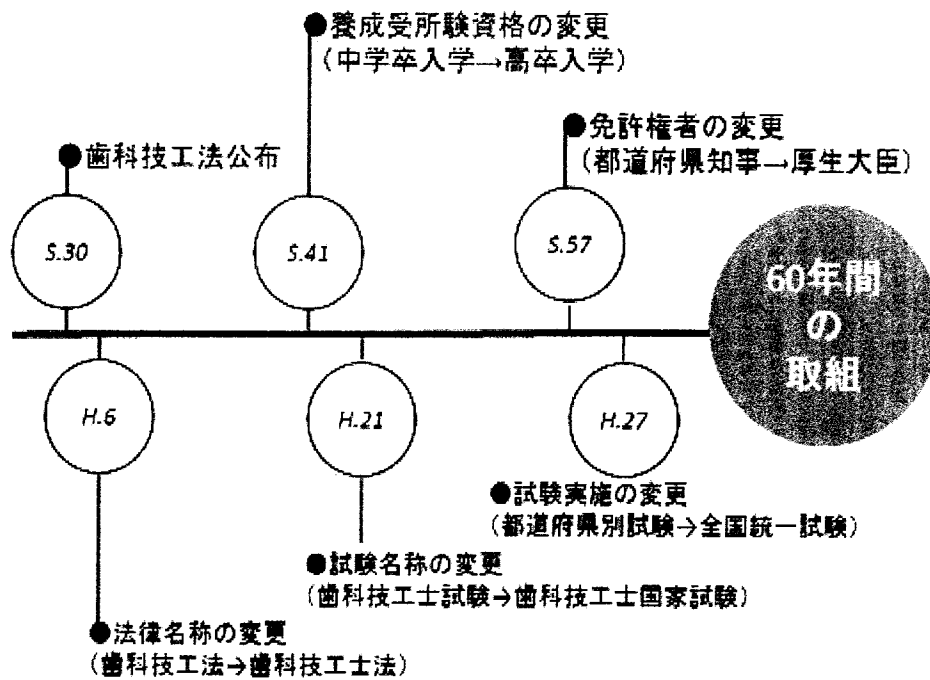 ●養成受所験資格の変更
(中学卒入学→高卒入学)
●歯科技工法公布
●免許権者の変更
(都道府県知事→厚生大臣)
S.30
S.41
S.57
60年間
の
取組
H.6
H.21
H.27
●試験実施の変更
(都道府県別試験→全国統一試験)
●試験名称の変更
(歯科技工士試験→歯科技工士国家試験)
●法律名称の変更
(歯科技工法→歯科技工士法)